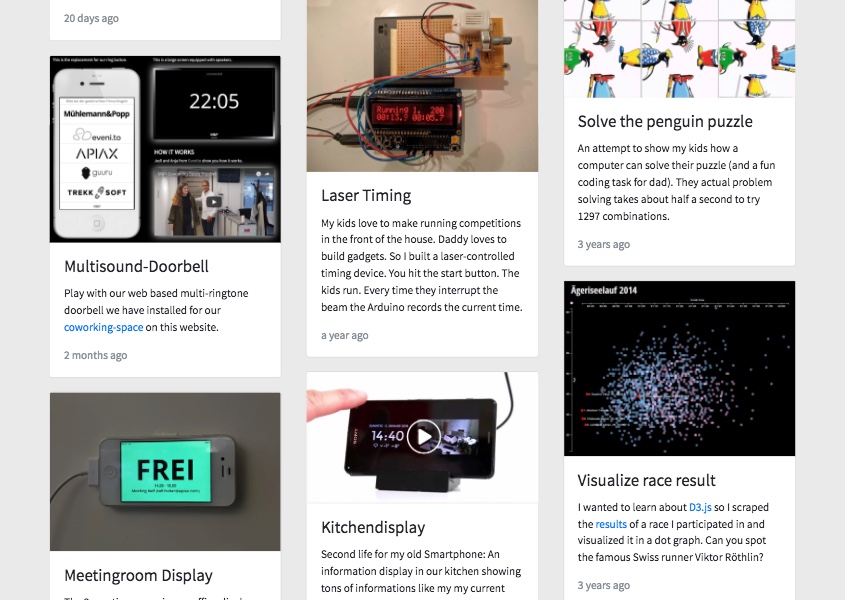 20 days ago
This is the replacement for our ring button.
This is a large screen equipped with speakers.
Mühlemann&Popp
eveni.to
APIAX
guuru
TREKKSOFT
22:05
HOW IT WORKS
Multisound-Doorbell
Play with our web based multi-ringtone
doorbell we have installed for our
coworking-space on this website.
2 months ago
FREI
Meetingroom Display
Laser Timing
My kids love to make running competitions
in the front of the house. Daddy loves to
build gadgets. So I built a laser-controlled
timing device. You hit the start button. The
kids run. Every time they interrupt the
beam the Arduino records the current time.
a year ago
SONY
14:40
Kitchendisplay
Second life for my old Smartphone: An
information display in our kitchen showing
tons of informations like my my current
Solve the penguin puzzle
An attempt to show my kids how a
computer can solve their puzzle (and a fun
coding task for dad). They actual problem
solving takes about half a second to try
1297 combinations.
3 years ago
Ägeriseelauf 2014
Visualize race result
I wanted to learn about D3.js so I scraped
the results of a race I participated in and
visualized it in a dot graph. Can you spot
the famous Swiss runner Viktor Röthlin?
3 years ago